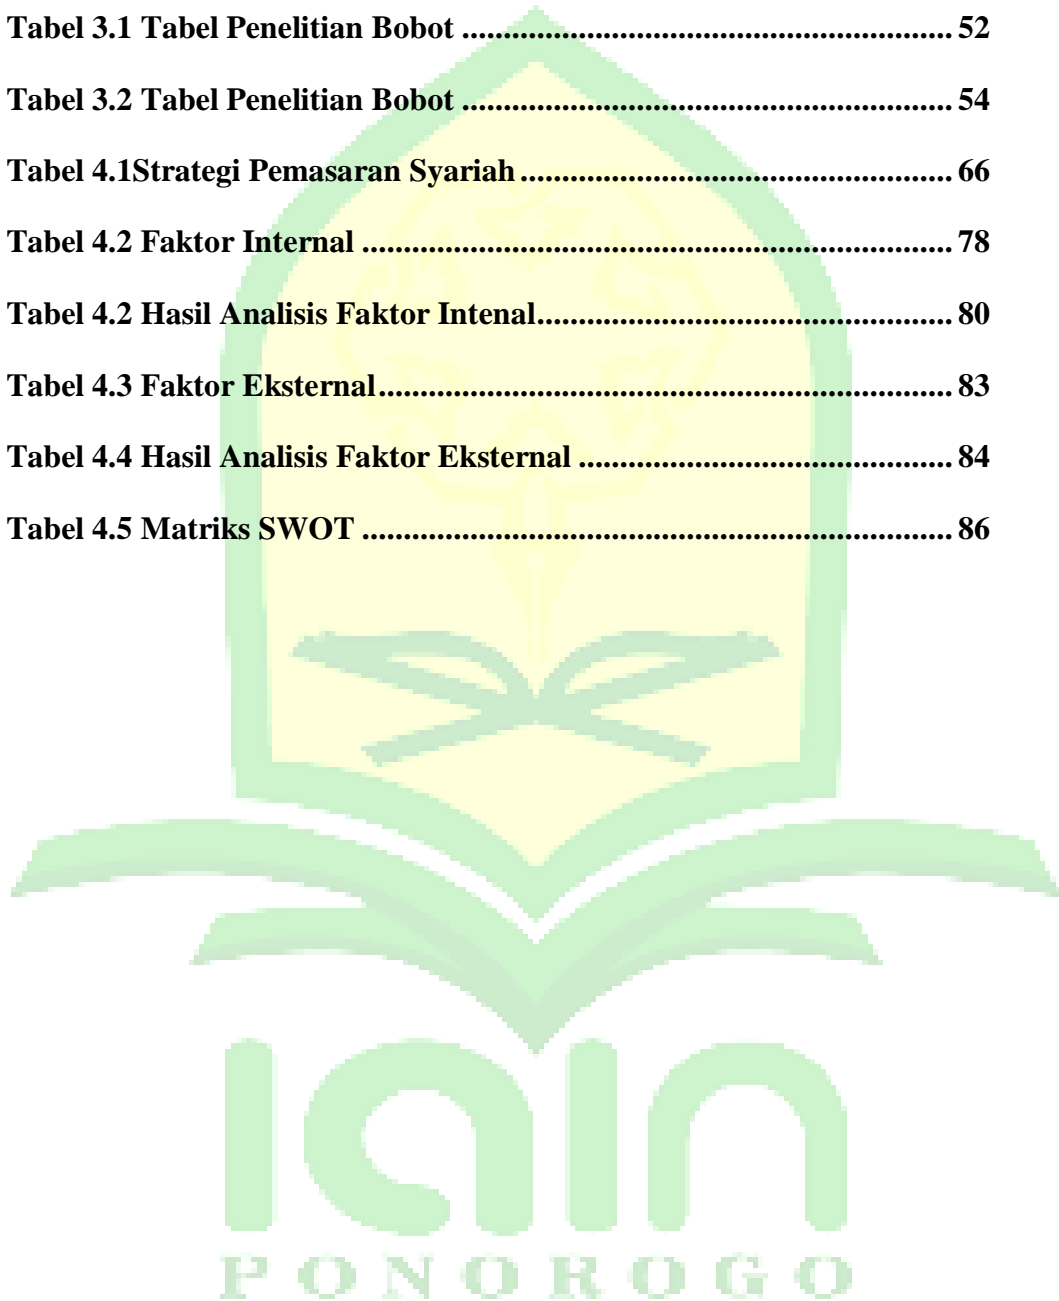 Tabel 3.1 Tabel Penelitian Bobot ............................................................ 52
Tabel 3.2 Tabel Penelitian Bobot ............................................................ 54
Tabel 4.1Strategi Pemasaran Syariah ..................................................... 66
Tabel 4.2 Faktor Internal ........................................................................ 78
Tabel 4.2 Hasil Analisis Faktor Intenal................................................... 80
Tabel 4.3 Faktor Eksternal...................................................................... 83
Tabel 4.4 Hasil Analisis Faktor Eksternal .............................................. 84
Tabel 4.5 Matriks SWOT ........................................................................ 86
iain
PONOROGO